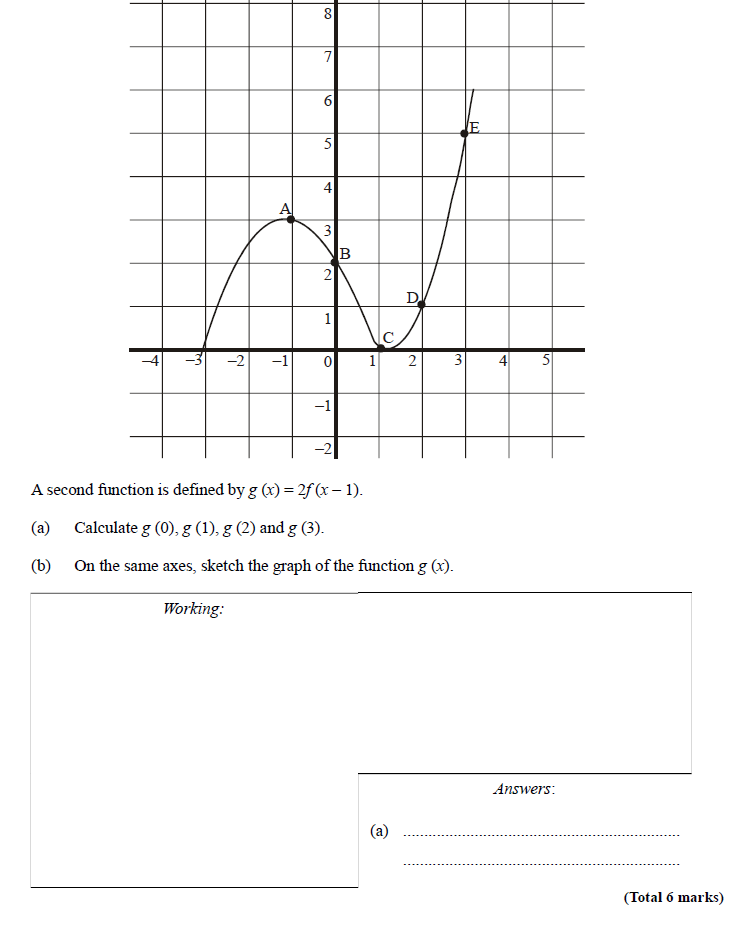 8
7
6
E
5
4
A
3
B
2
D
1
C
–4 –3 –2 –1 0 1 2 3 4 5
–1
–2
A second function is defined by g (x) = 2f (x – 1).
(a) Calculate g (0), g (1), g (2) and g (3).
(b) On the same axes, sketch the graph of the function g (x).
Working:
Answers:
(a) ..................................................................
..................................................................
(Total 6 marks)